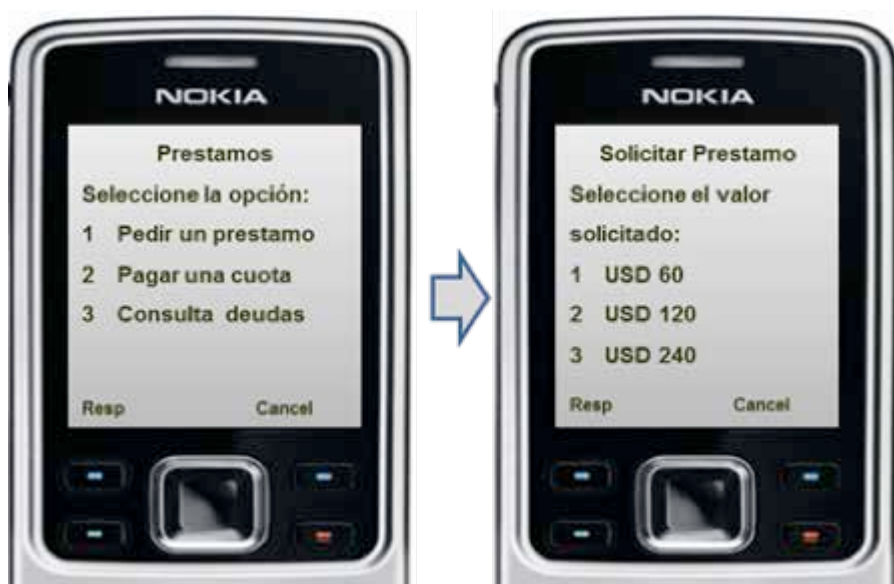 NOKIA
Prestamos
Seleccione la opción:
1 Pedir un prestamo
2 Pagar una cuota
3 Consulta deudas
Resp Cancel
NOKIA
Solicitar Prestamo
Seleccione el valor
solicitado:
1 USD 60
2 USD 120
3 USD 240
Resp Cancel